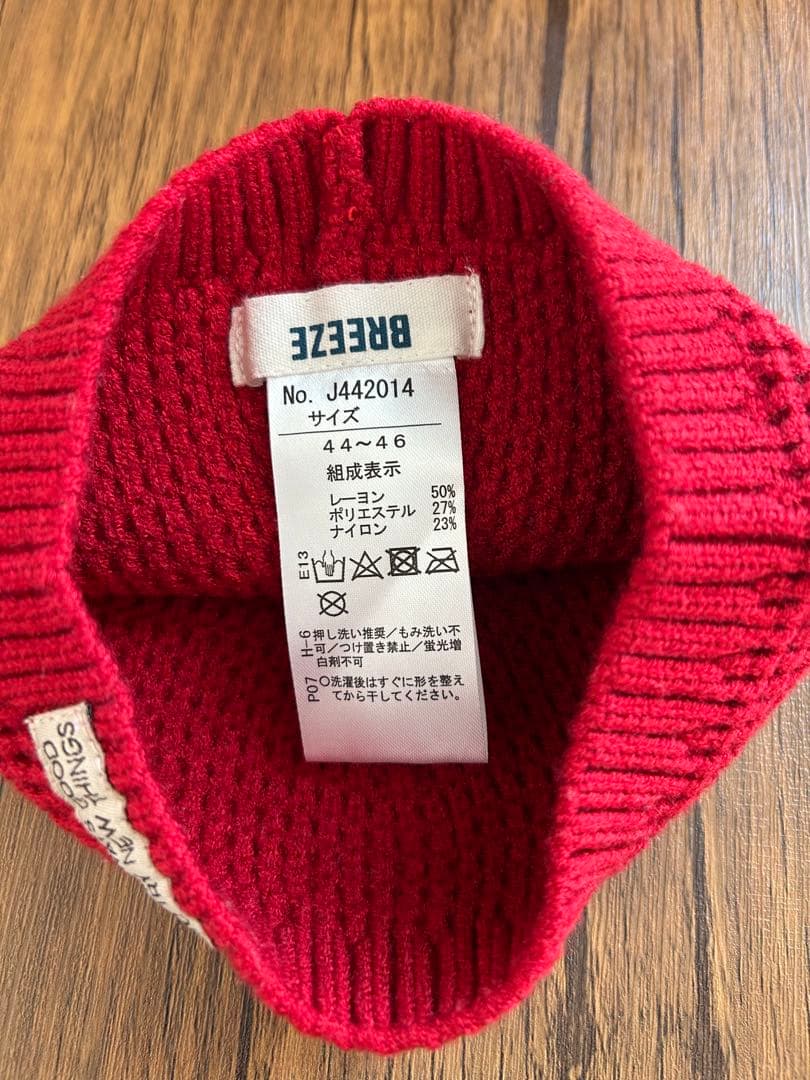 BREEZE
No. J442014
サイズ
44～46
組成表示
レーヨン 50%
ポリエステル 27%
ナイロン 23%
E13
H-6 押し洗い推奨／もみ洗い不
可／つけ置き禁止／蛍光増
白剤不可
P07 〇洗濯後はすぐに形を整え
てから干してください。
GOOD
THINGS
NEW